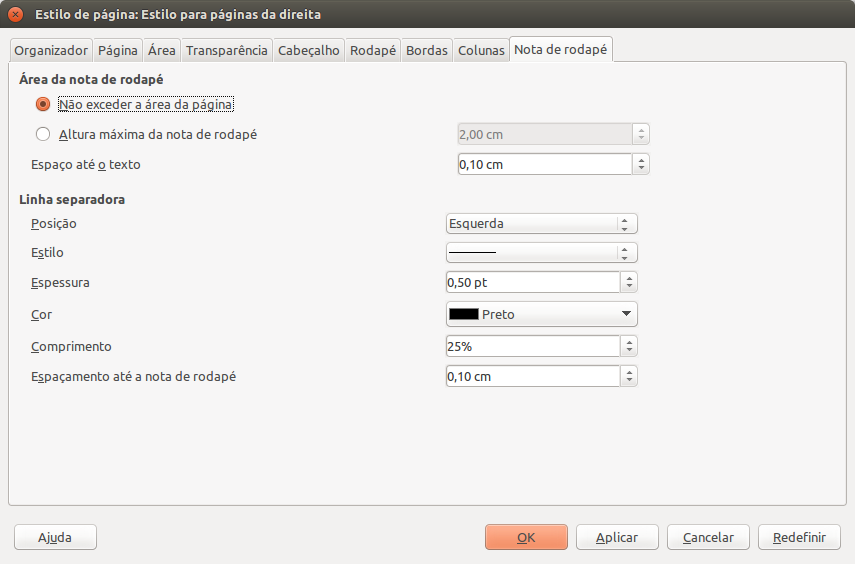 Estilo de página: Estilo para páginas da direita
Organizador Página Área Transparência Cabeçalho Rodapé Bordas Colunas Nota de rodapé
Área da nota de rodapé
Não exceder a área da página
Altura máxima da nota de rodapé 2,00 cm
Espaço até o texto 0,10 cm
Linha separadora
Posição Esquerda
Estilo
Espessura 0,50 pt
Cor Preto
Comprimento 25%
Espaçamento até a nota de rodapé 0,10 cm
Ajuda OK Aplicar Cancelar Redefinir